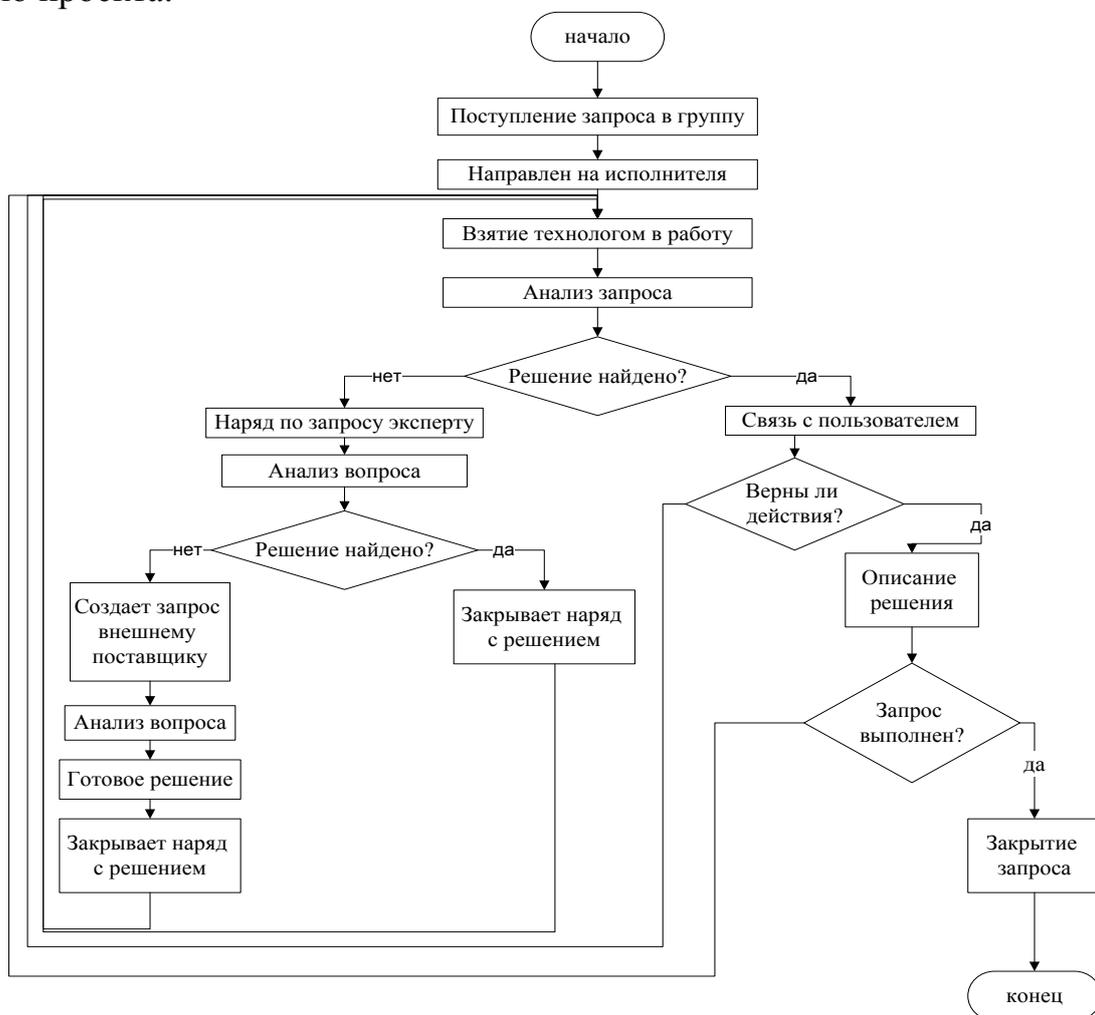 начало
Поступление запроса в группу
Направлен на исполнителя
Взятие технологом в работу
Анализ запроса
Решение найдено?
нет
да
Наряд по запросу эксперту
Связь с пользователем
Анализ вопроса
Верны ли
действия?
да
Решение найдено?
нет
да
Описание
решения
Создает запрос
внешнему
поставщику
Закрывает наряд
с решением
Анализ вопроса
Запрос
выполнен?
да
Готовое решение
Закрывает наряд
с решением
Закрытие
запроса
конец